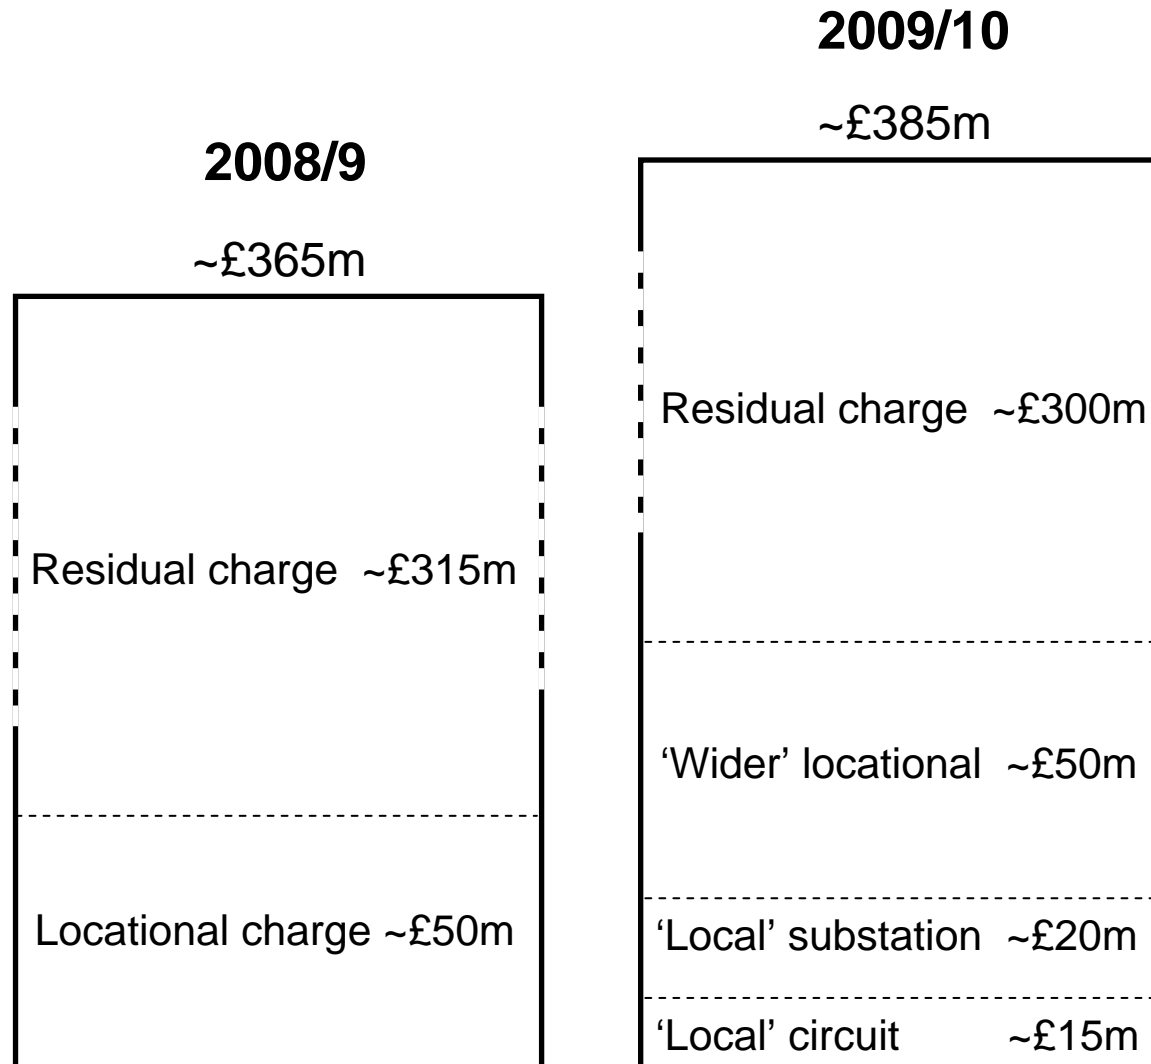 2008/9
~£365m
Residual charge ~£315m
Locational charge ~£50m
2009/10
~£385m
Residual charge ~£300m
‘Wider’ locational ~£50m
‘Local’ substation ~£20m
‘Local’ circuit ~£15m